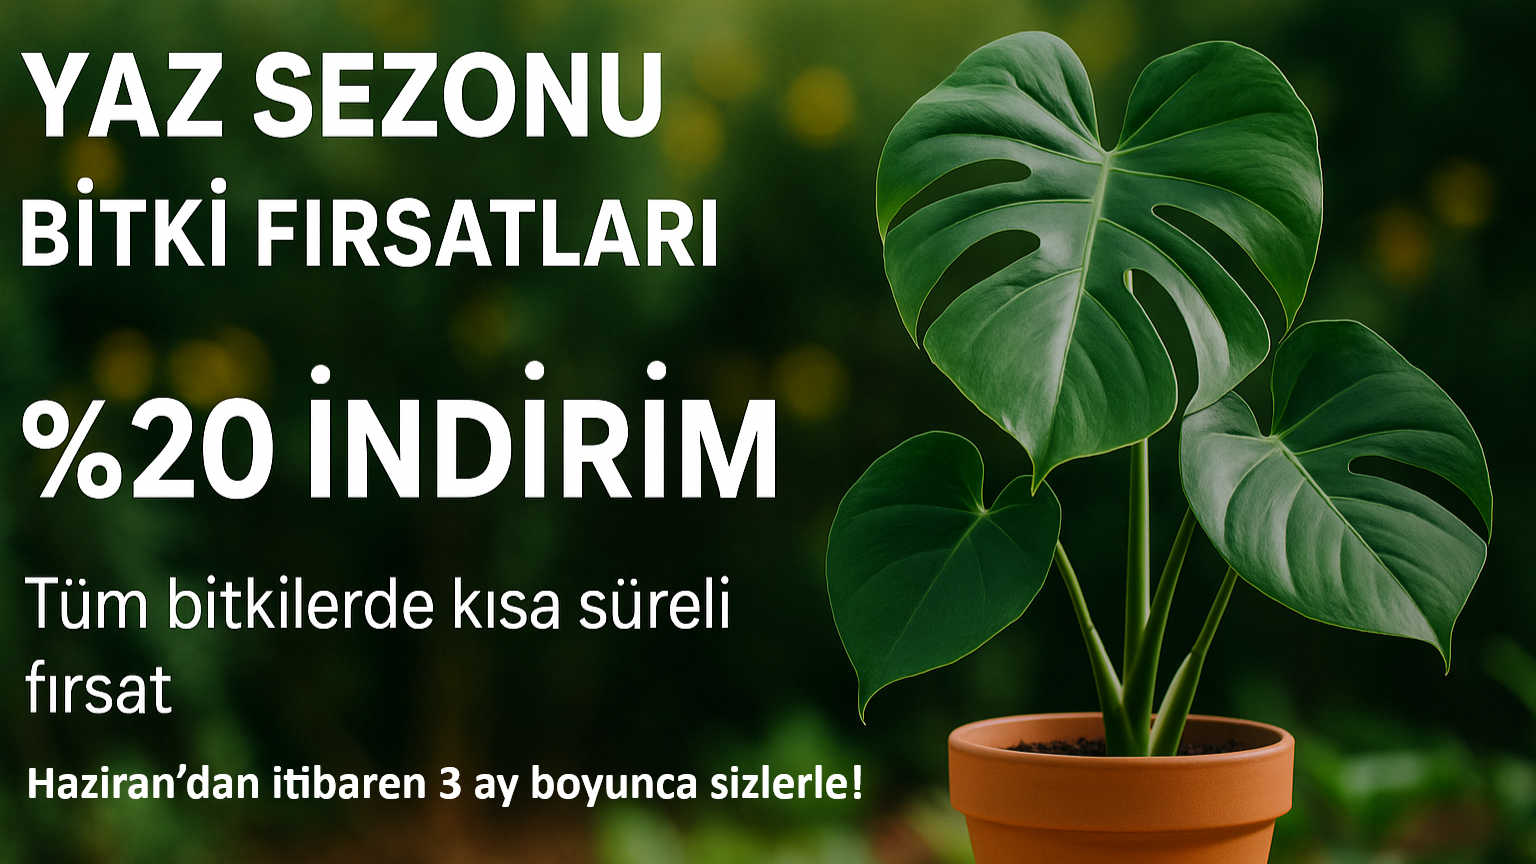 YAZ SEZONU
BİTKİ FIRSATLARI
%20 İNDİRİM
Tüm bitkilerde kısa süreli
fırsat
Haziran’dan itibaren 3 ay boyunca sizlerle!